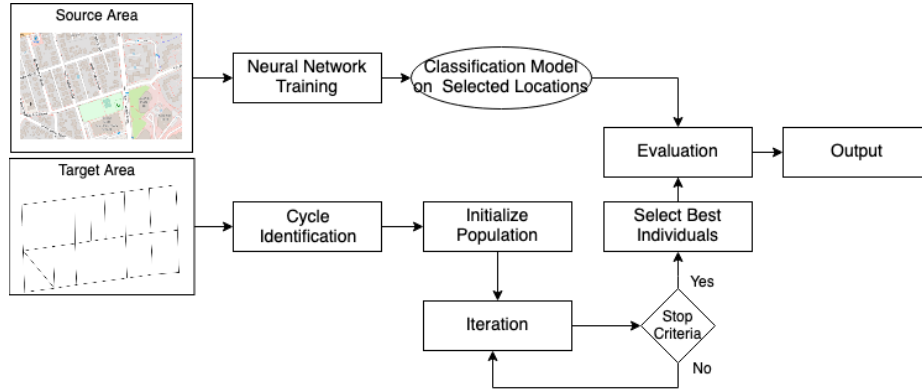 Source Area
Neural Network
Training
Classification Model
on Selected Locations
Evaluation
Output
Target Area
Cycle
Identification
Initialize
Population
Select Best
Individuals
Yes
Iteration
Stop
Criteria
No